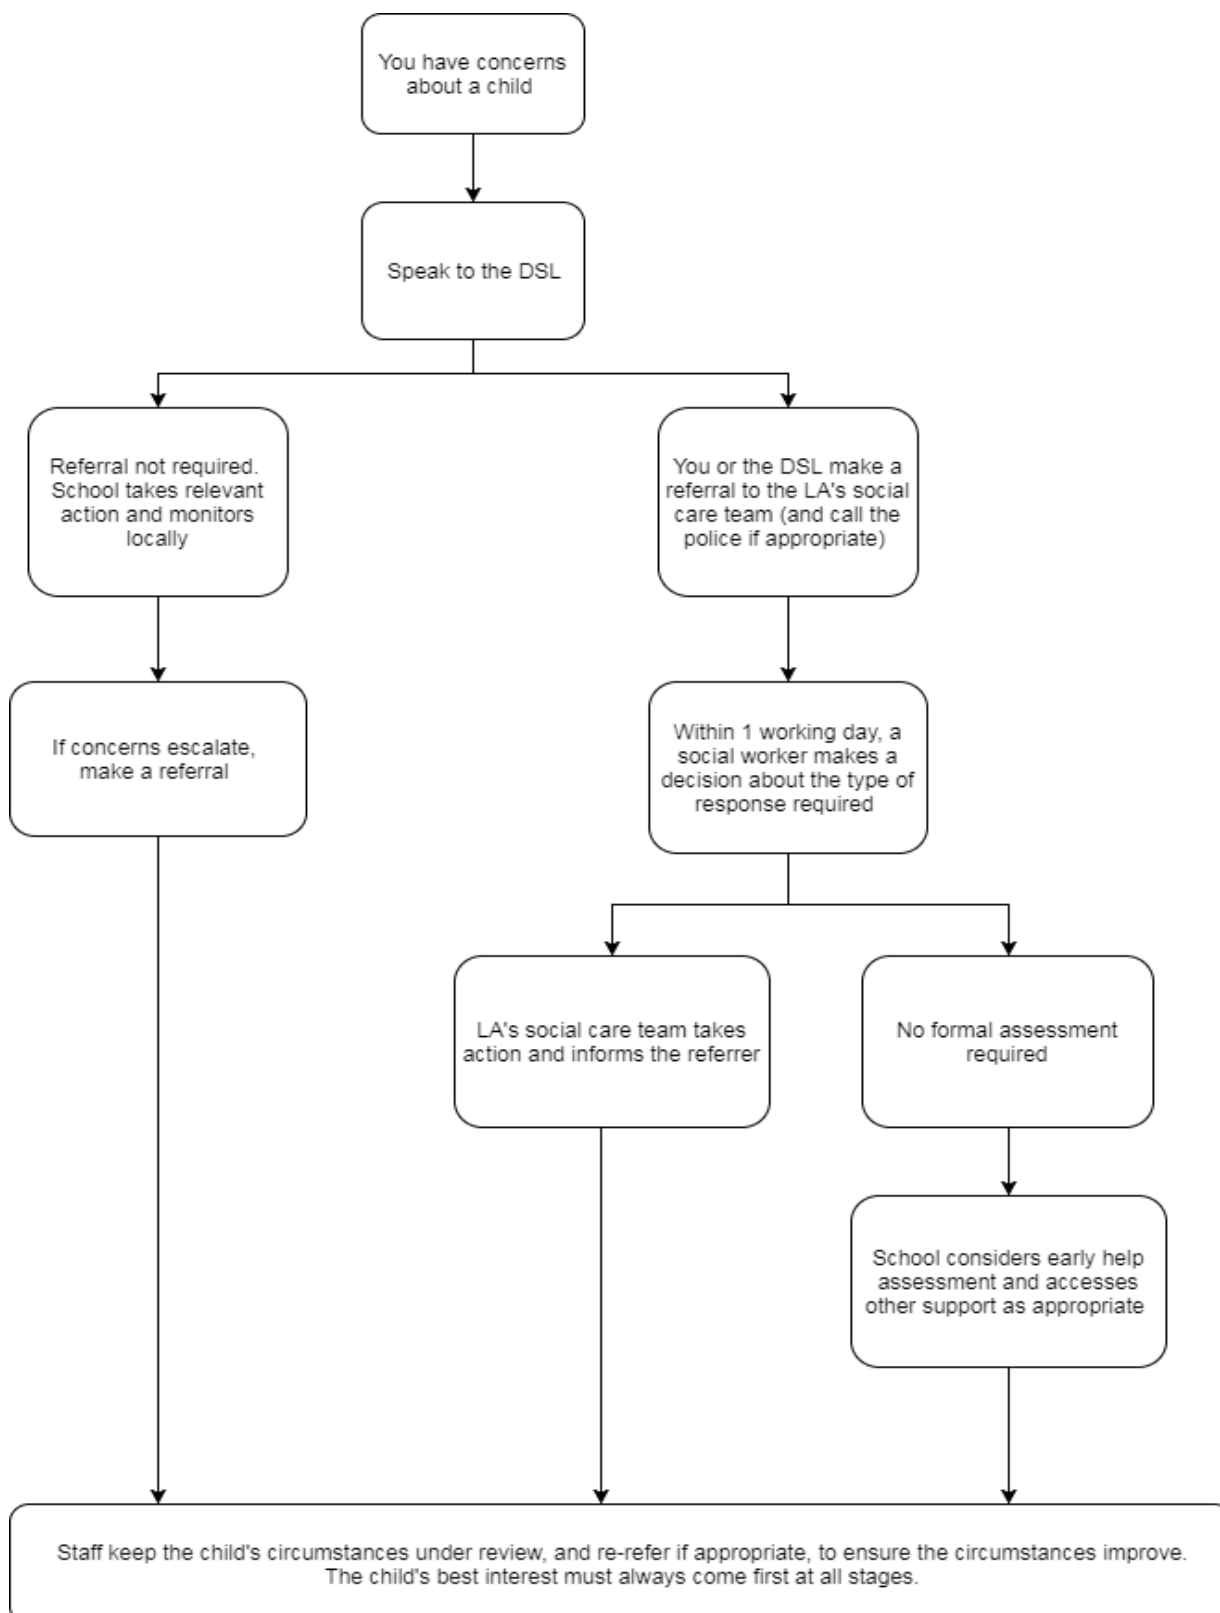 You have concerns
about a child
Speak to the DSL
Referral not required.
School takes relevant
action and monitors
locally
You or the DSL make a
referral to the LA's social
care team (and call the
police if appropriate)
If concerns escalate,
make a referral
Within 1 working day, a
social worker makes a
decision about the type of
response required
LA's social care team takes
action and informs the referrer
No formal assessment
required
School considers early help
assessment and accesses
other support as appropriate
Staff keep the child's circumstances under review, and re-refer if appropriate, to ensure the circumstances improve.
The child's best interest must always come first at all stages.